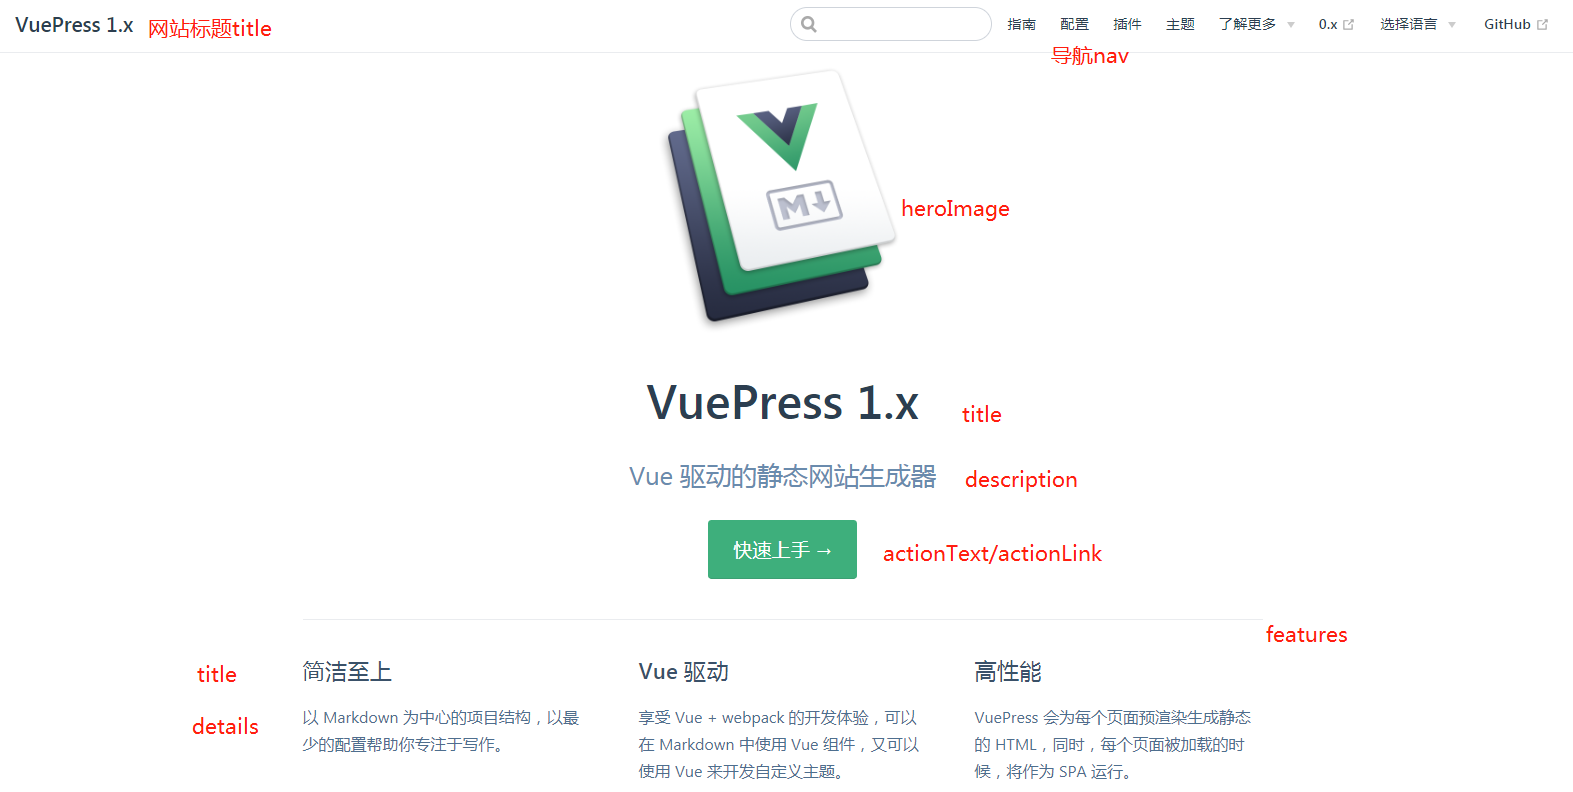 VuePress 1.x 网站标题title 指南 配置 插件 主题 了解更多 0.x 选择语言 GitHub
导航nav
M
heroImage
VuePress 1.x title
Vue 驱动的静态网站生成器 description
快速上手 → actionText/actionLink
features
title 简洁至上 Vue 驱动 高性能
details
以 Markdown 为中心的项目结构，以最
少的配置帮助你专注于写作。
享受 Vue + webpack 的开发体验，可以
在 Markdown 中使用 Vue 组件，又可以
使用 Vue 来开发自定义主题。
VuePress 会为每个页面预渲染生成静态
的 HTML，同时，每个页面被加载的时
候，将作为 SPA 运行。